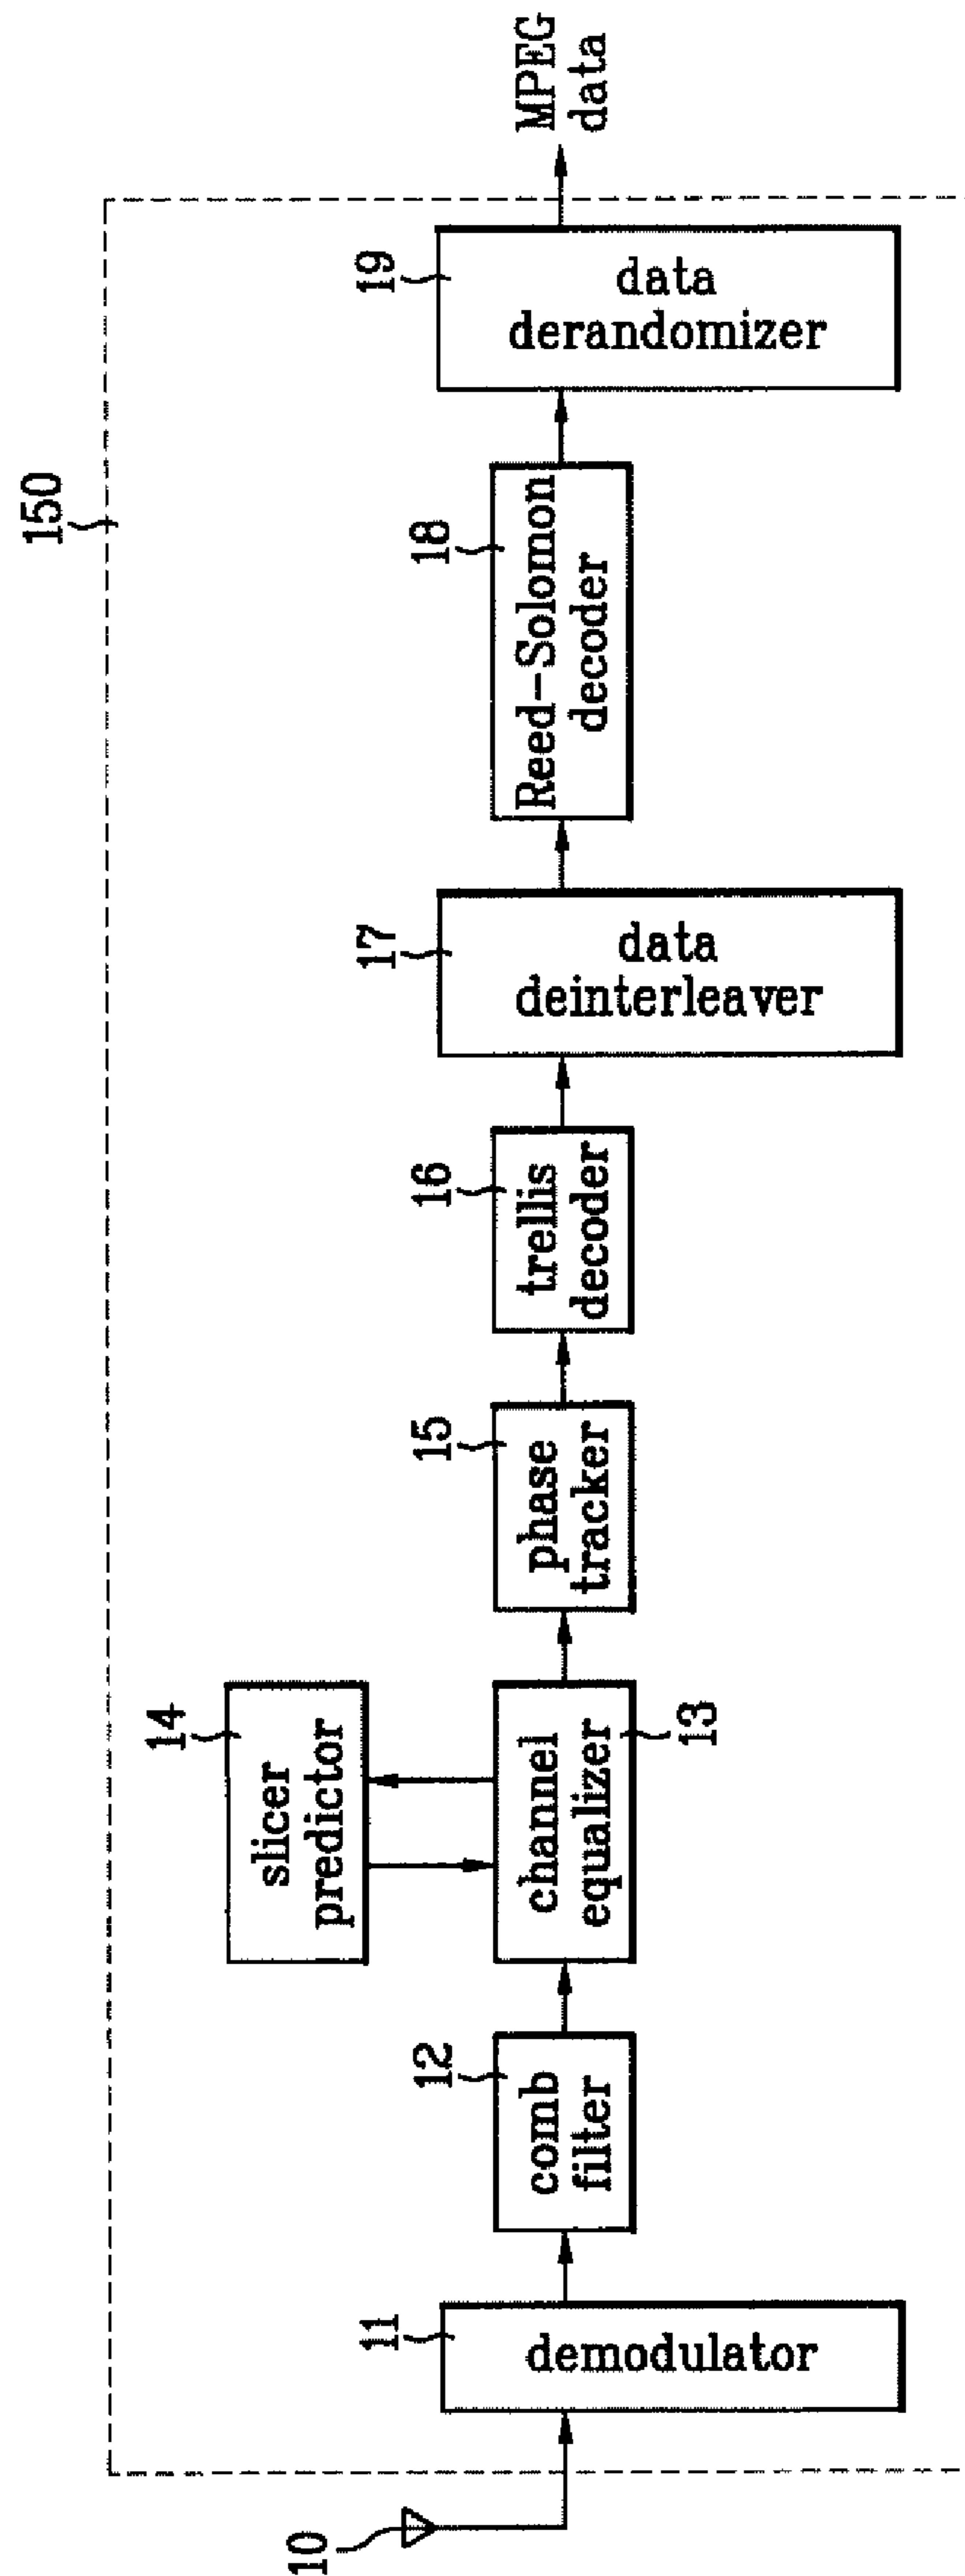 150
10
11
demodulator
12
comb
filter
14
slicer
predictor
channel
equalizer
13
15
phase
tracker
16
trellis
decoder
17
data
deinterleaver
18
Reed-Solomon
decoder
19
data
derandomizer
MPEG
data